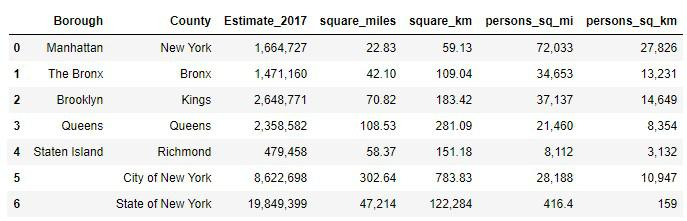 Borough County Estimate_2017 square_miles square_km persons_sq_mi persons_sq_km
0 Manhattan New York 1,664,727 22.83 59.13 72,033 27,826
1 The Bronx Bronx 1,471,160 42.10 109.04 34,653 13,231
2 Brooklyn Kings 2,648,771 70.82 183.42 37,137 14,649
3 Queens Queens 2,358,582 108.53 281.09 21,460 8,354
4 Staten Island Richmond 479,458 58.37 151.18 8,112 3,132
5 City of New York 8,622,698 302.64 783.83 28,188 10,947
6 State of New York 19,849,399 47,214 122,284 416.4 159